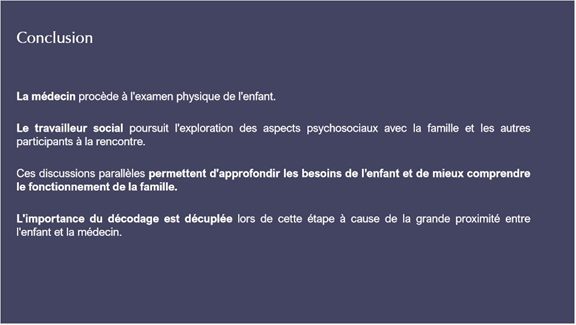 Conclusion
La médecin procède à l'examen physique de l'enfant.
Le travailleur social poursuit l'exploration des aspects psychosociaux avec la famille et les autres
participants à la rencontre.
Ces discussions parallèles permettent d'approfondir les besoins de l'enfant et de mieux comprendre
le fonctionnement de la famille.
L'importance du décodage est décuplée lors de cette étape à cause de la grande proximité entre
l'enfant et la médecin.